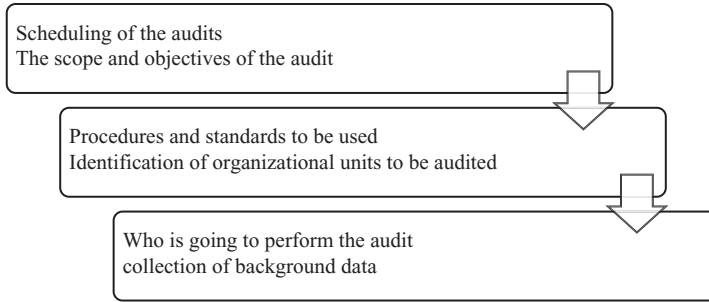 Scheduling of the audits
The scope and objectives of the audit
Procedures and standards to be used
Identification of organizational units to be audited
Who is going to perform the audit
collection of background data